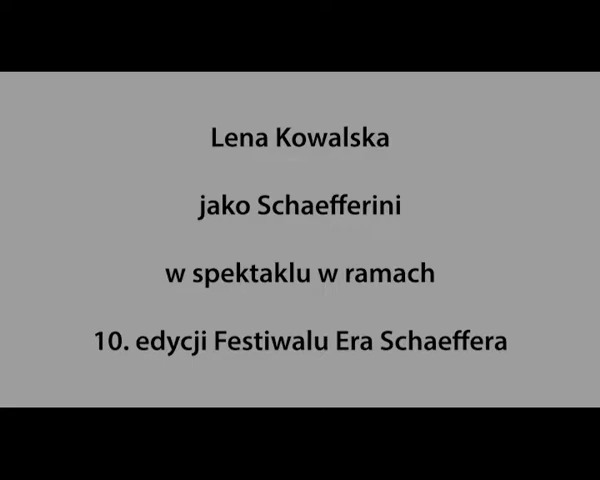 Lena Kowalska
jako Schaefferini
w spektaklu w ramach
10. edycji Festiwalu Era Schaeffera